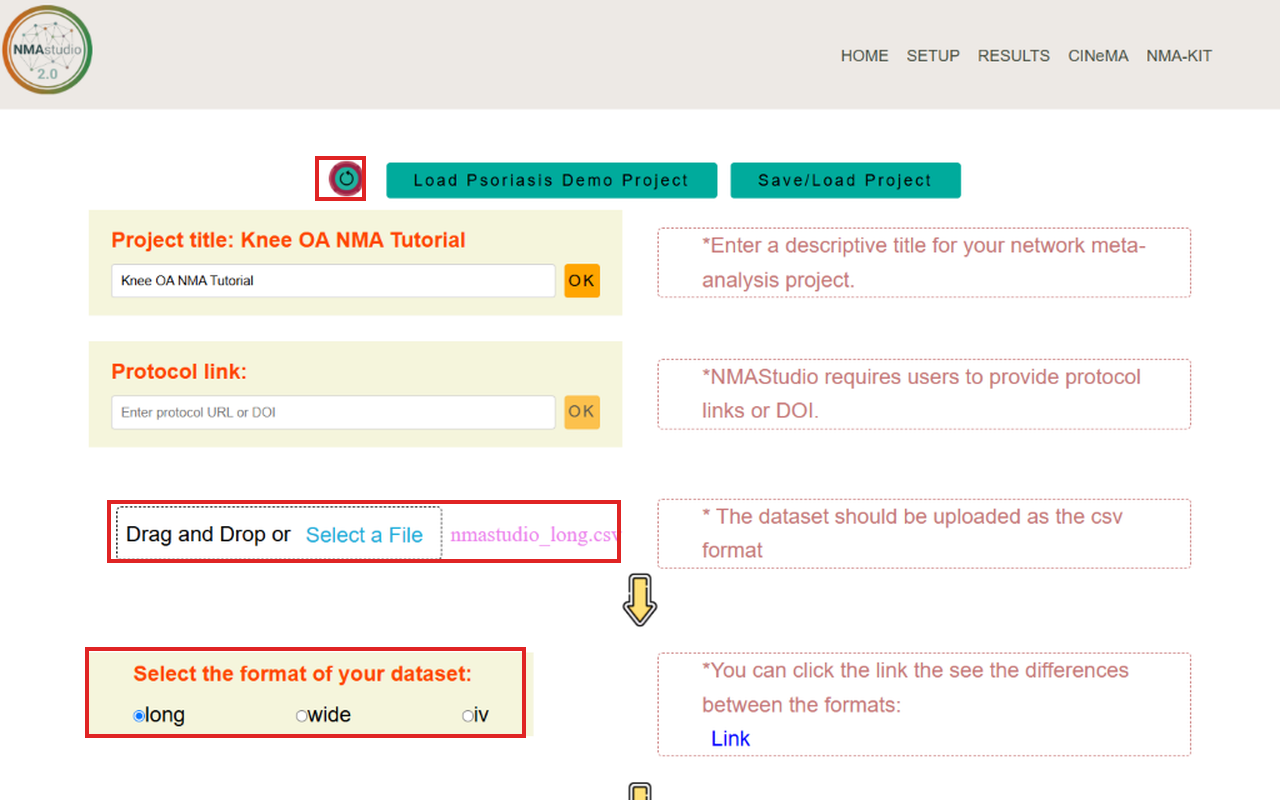 NMAstudio
2.0
HOME SETUP RESULTS CINeMA NMA-KIT
Load Psoriasis Demo Project
Save/Load Project
Project title: Knee OA NMA Tutorial
Knee OA NMA Tutorial
OK
*Enter a descriptive title for your network meta-
analysis project.
Protocol link:
Enter protocol URL or DOI
OK
*NMAStudio requires users to provide protocol
links or DOI.
Drag and Drop or Select a File
nmastudio_long.csv
* The dataset should be uploaded as the csv
format
Select the format of your dataset:
long
wide
iv
*You can click the link the see the differences
between the formats:
Link